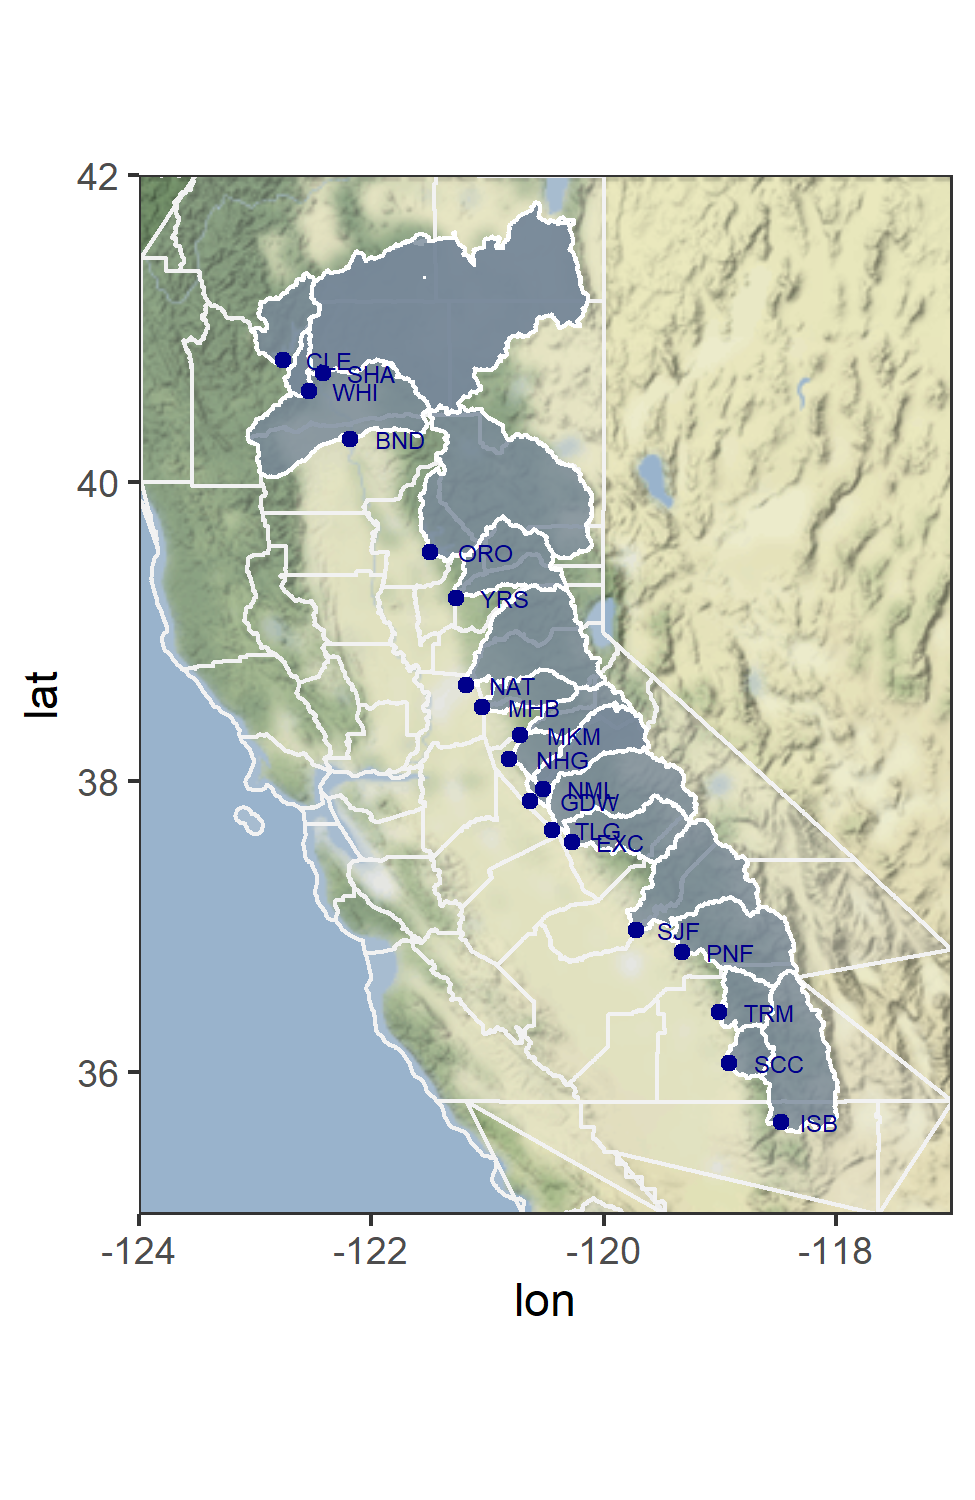 42
CLE
SHA
WHI
BND
40
ORO
YRS
lat
NAT
MHB
MKM
NHG
38
NML
GDW
TLG
EXC
SJF
PNF
TRM
36
SCC
ISB
-124
-122
-120
-118
lon